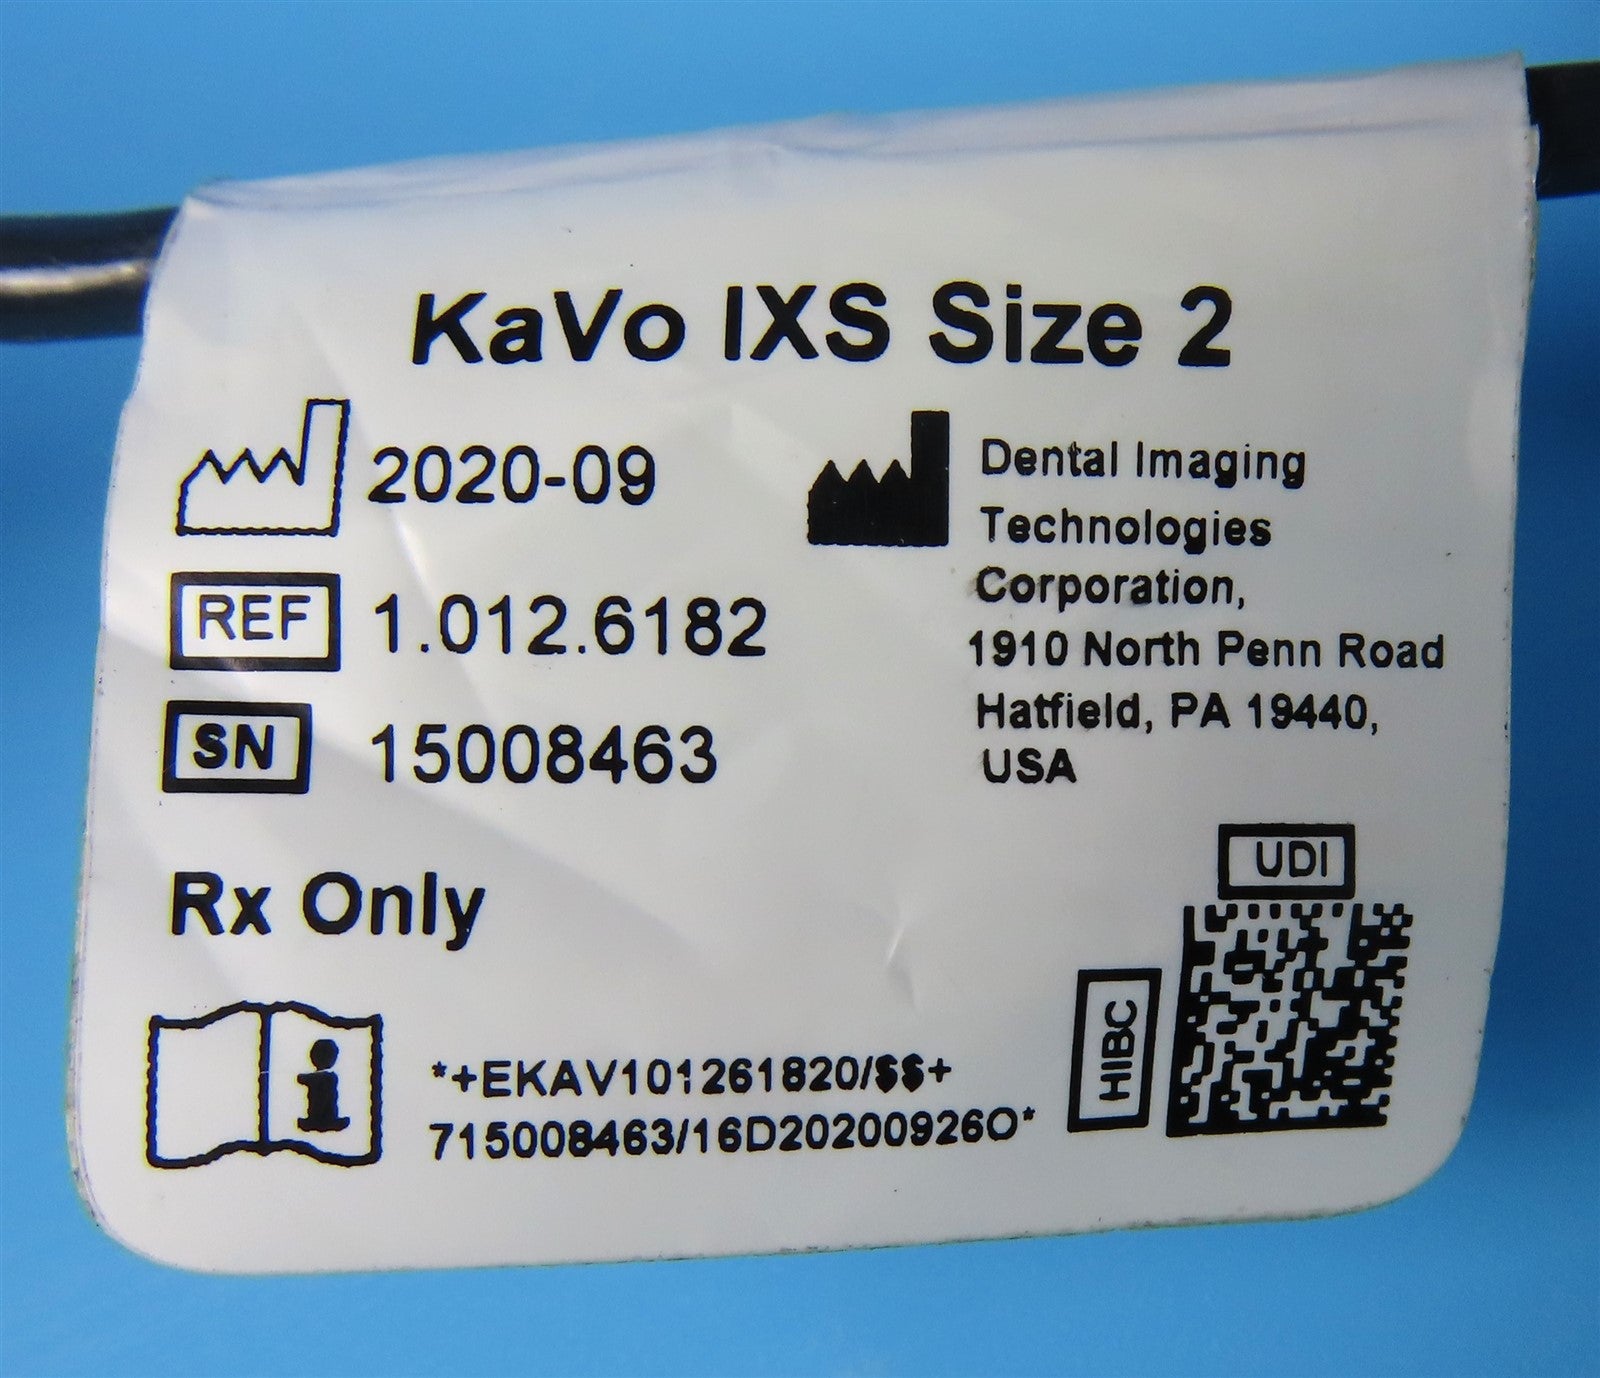 KaVo IXS Size 2
2020-09
REF 1.012.6182
SN 15008463
Dental Imaging
Technologies
Corporation,
1910 North Penn Road
Hatfield, PA 19440,
USA
Rx Only
UDI
HIBC
i
*+EKAV101261820/$$+
715008463/16D20200926O*